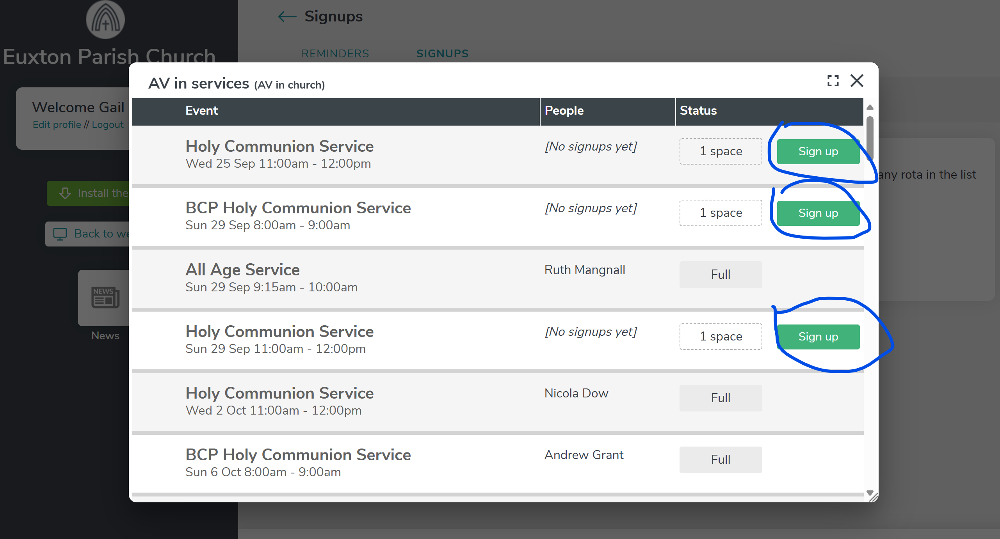 Signups
Euxton Parish Church
REMINDERS SIGNUPS
AV in services (AV in church)
Welcome Gail
Edit profile // Logout
Event People Status
Holy Communion Service [No signups yet] 1 space Sign up
Wed 25 Sep 11:00am - 12:00pm
any rota in the list
Install the
BCP Holy Communion Service [No signups yet] 1 space Sign up
Sun 29 Sep 8:00am - 9:00am
Back to we
All Age Service Ruth Mangnall Full
Sun 29 Sep 9:15am - 10:00am
NEWS
News
Holy Communion Service [No signups yet] 1 space Sign up
Sun 29 Sep 11:00am - 12:00pm
Holy Communion Service Nicola Dow Full
Wed 2 Oct 11:00am - 12:00pm
BCP Holy Communion Service Andrew Grant Full
Sun 6 Oct 8:00am - 9:00am